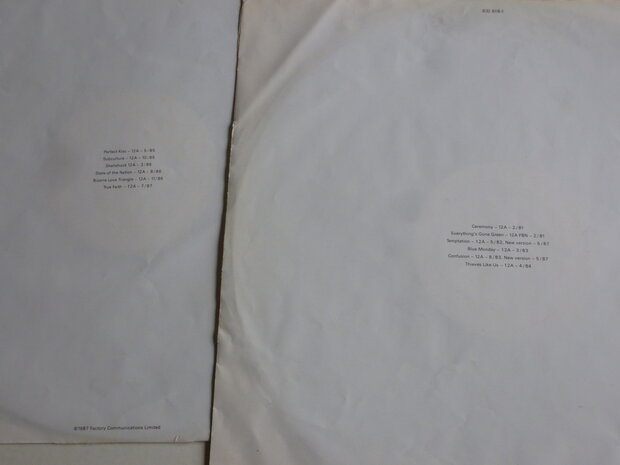 Perfect Kiss – 12A – 5/85
Subculture – 12A – 10/85
Shellshock 12A – 3/86
State of the Nation – 12A – 9/86
Bizarre Love Triangle – 12A – 11/86
True Faith – 12A – 7/87
©1987 Factory Communications Limited
Ceremony – 12A – 2/81
Everything's Gone Green – 12A FBN – 2/81
Temptation – 12A – 5/82, New version – 5/87
Blue Monday – 12A – 3/83
Confusion – 12A – 8/83, New version – 5/87
Thieves Like Us – 12A – 4/84